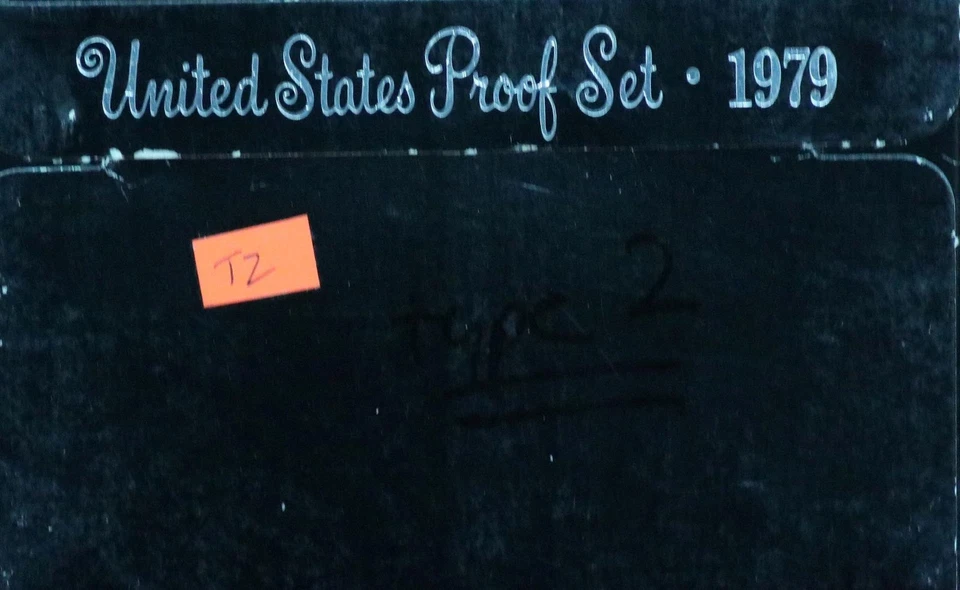 United States Proof Set • 1979
T2
type 2